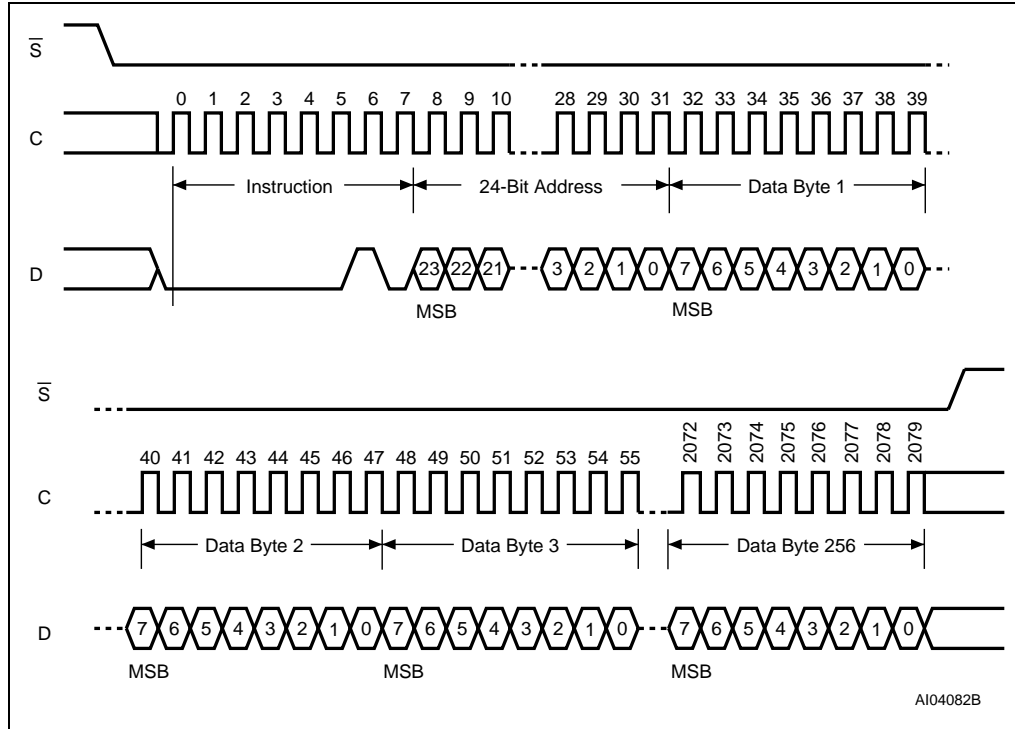 S
0 1 2 3 4 5 6 7 8 9 10 28 29 30 31 32 33 34 35 36 37 38 39
C
Instruction 24-Bit Address Data Byte 1
D 23 22 21 3 2 1 0 7 6 5 4 3 2 1 0
MSB MSB
S
40 41 42 43 44 45 46 47 48 49 50 51 52 53 54 55 2072 2073 2074 2075 2076 2077 2078 2079
C
Data Byte 2 Data Byte 3 Data Byte 256
D 7 6 5 4 3 2 1 0 7 6 5 4 3 2 1 0 7 6 5 4 3 2 1 0
MSB MSB MSB
AI04082B